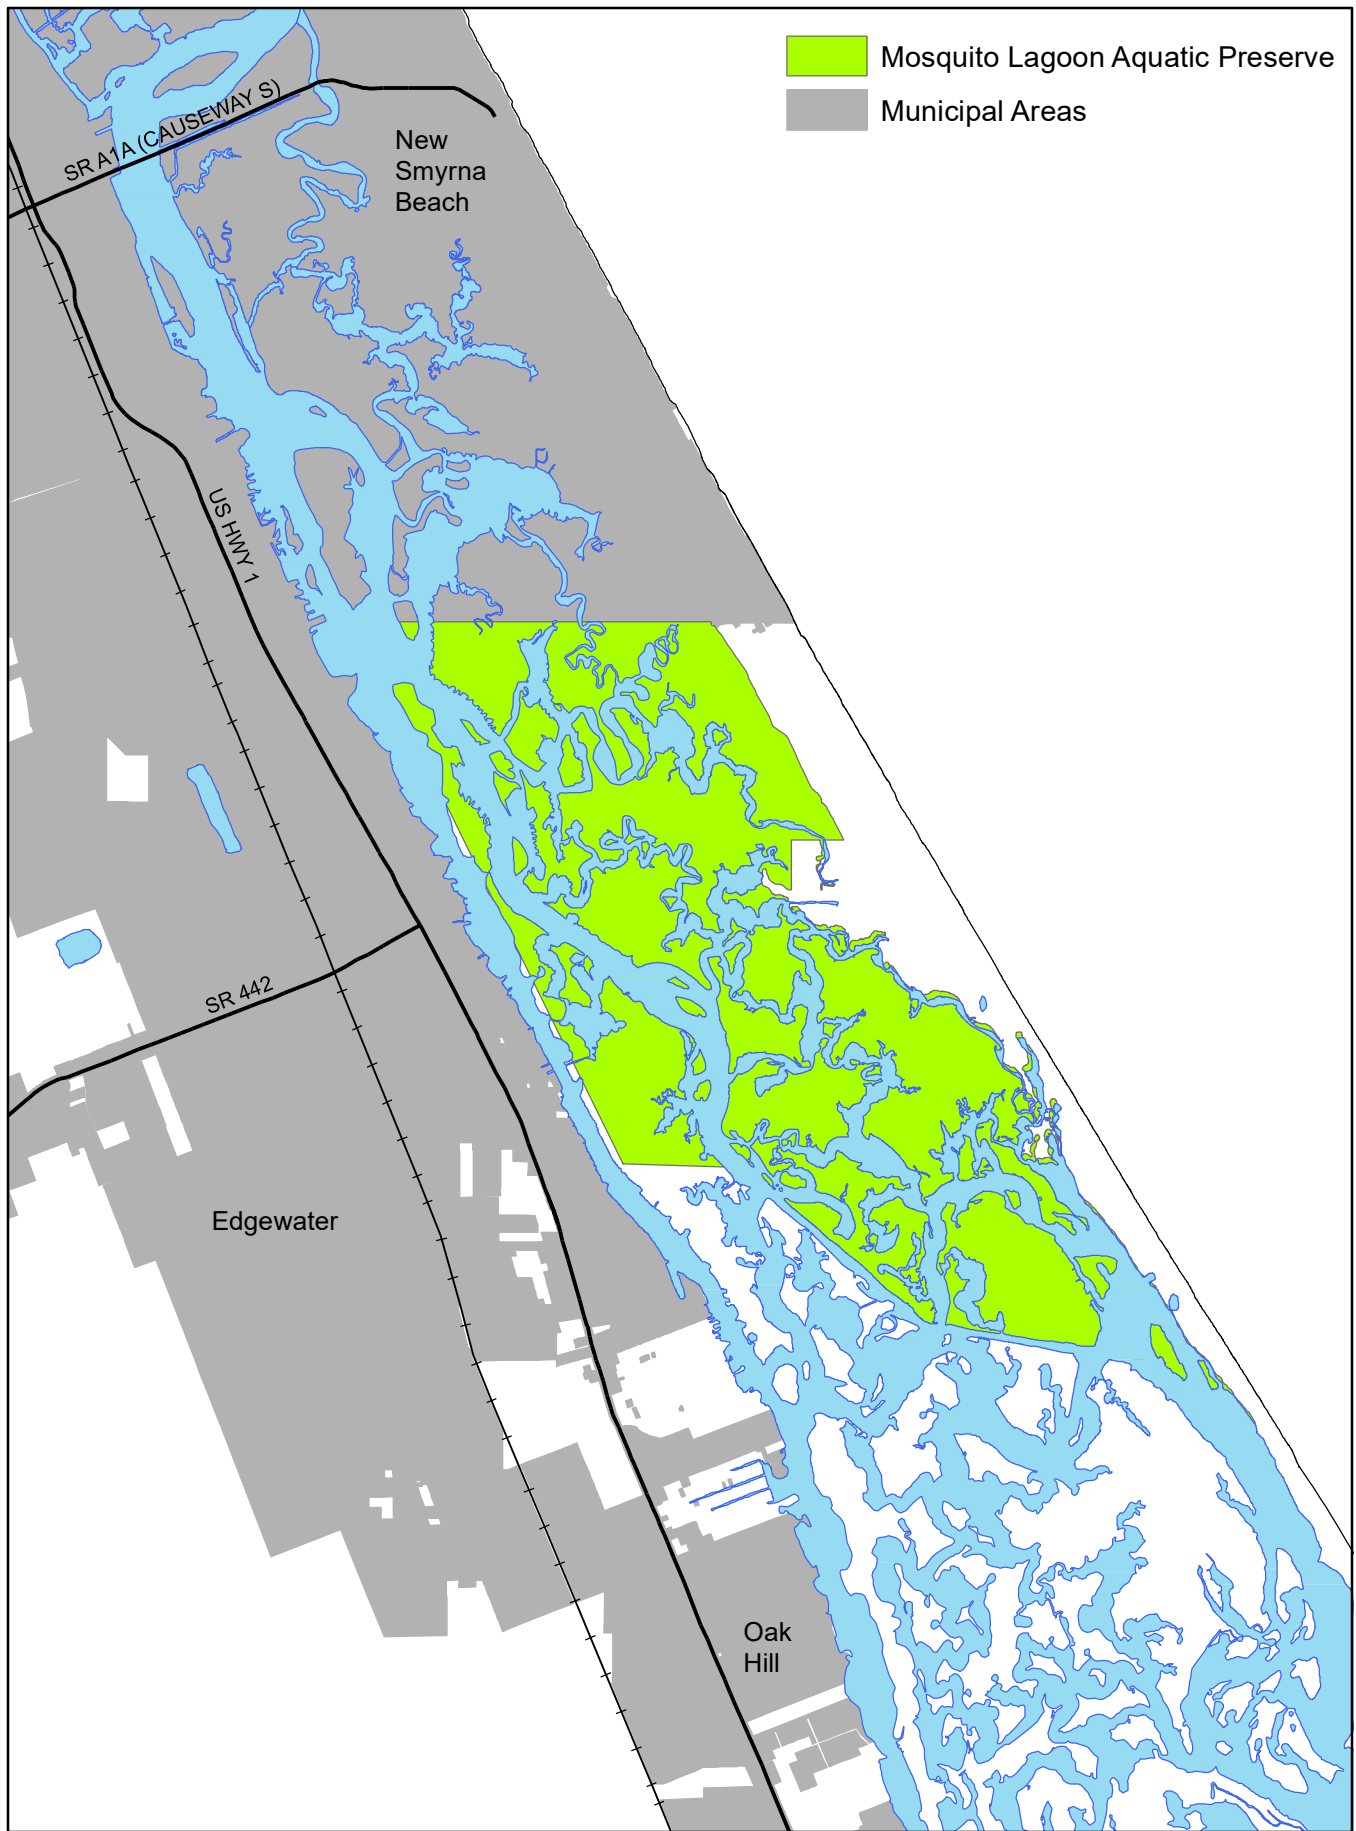 Mosquito Lagoon Aquatic Preserve
Municipal Areas
SR A1A (CAUSEWAY S)
New
Smyrna
Beach
US HWY 1
SR 442
Edgewater
Oak
Hill